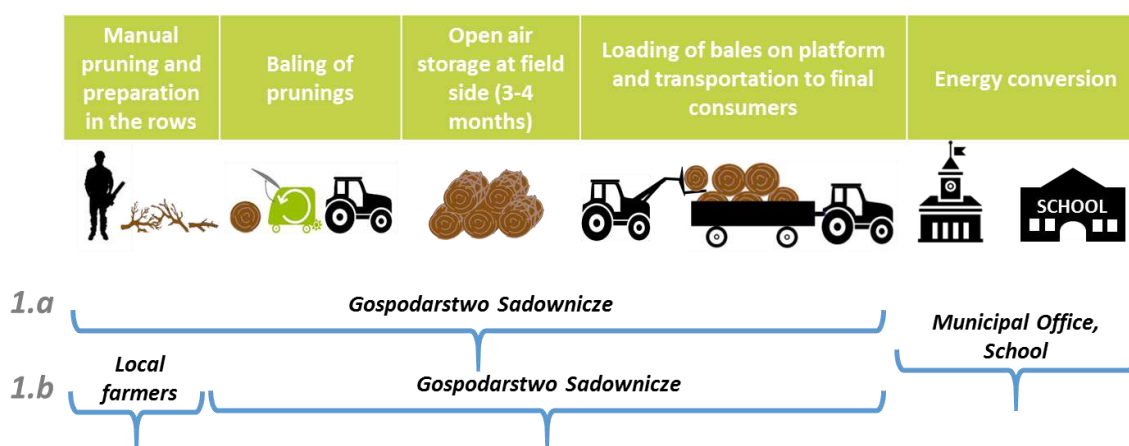 Manual
pruning and
preparation
in the rows
Baling of
prunings
Open air
storage at field
side (3-4
months)
Loading of bales on platform
and transportation to final
consumers
Energy conversion
SCHOOL
1.a
Gospodarstwo Sadownicze
Municipal Office,
School
1.b
Local
farmers
Gospodarstwo Sadownicze